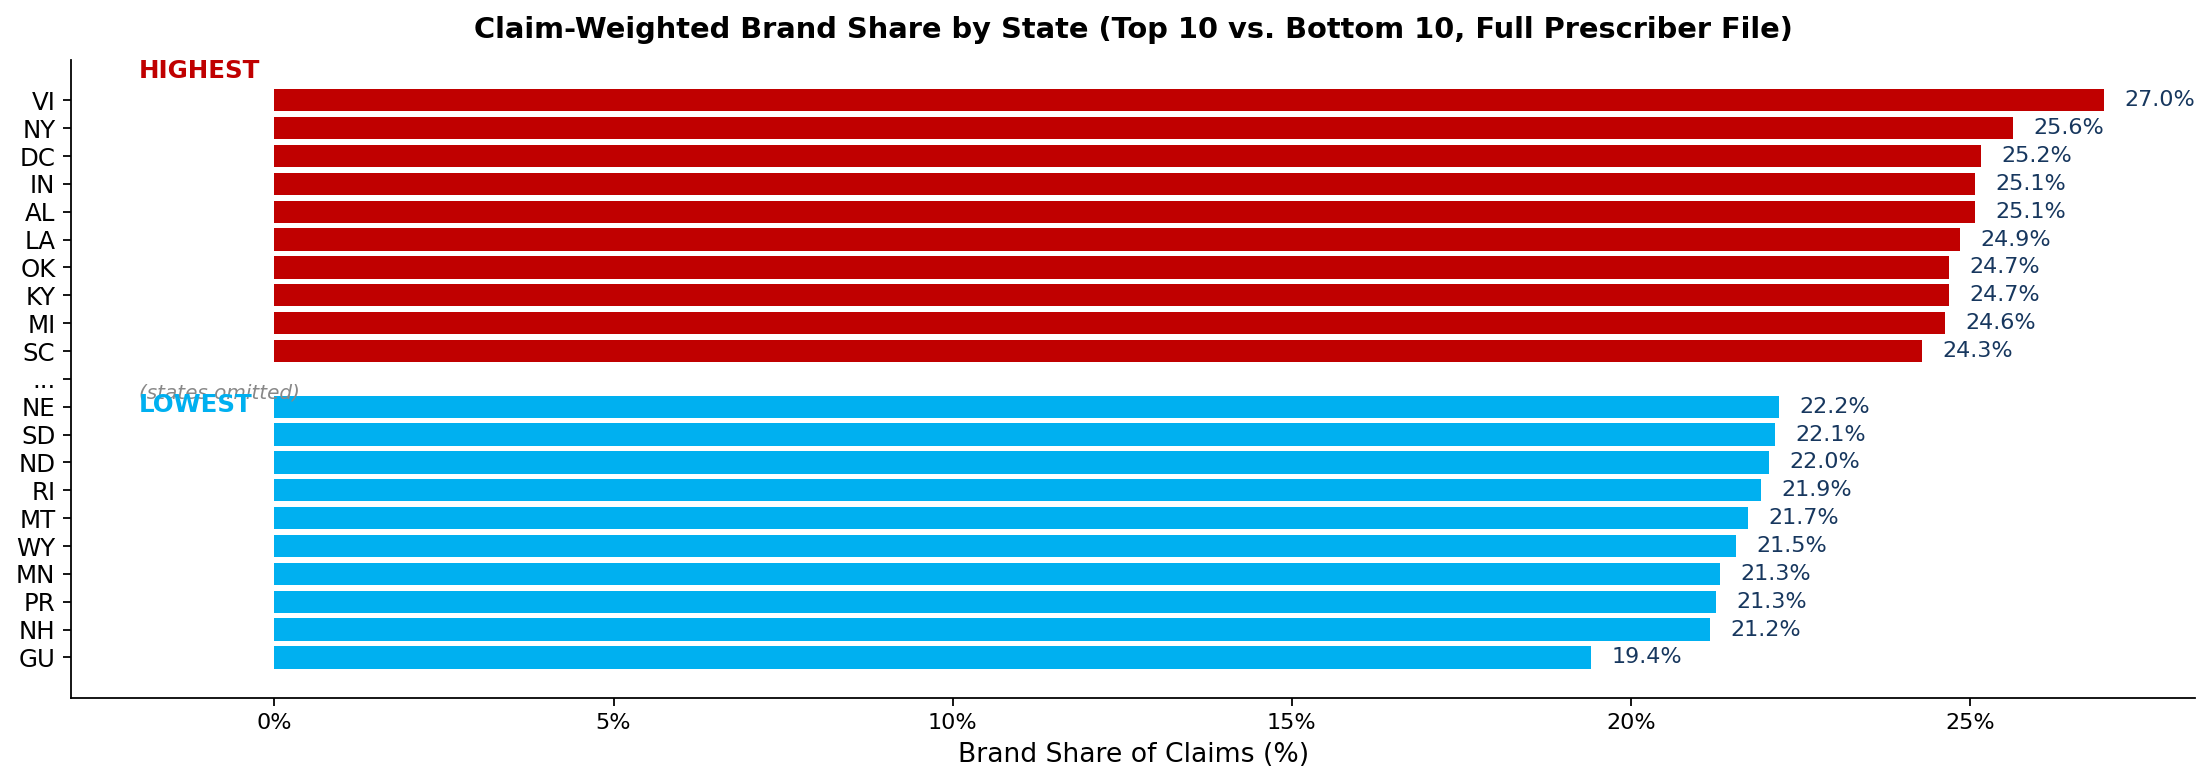 Claim-Weighted Brand Share by State (Top 10 vs. Bottom 10, Full Prescriber File)
HIGHEST
VI 27.0%
NY 25.6%
DC 25.2%
IN 25.1%
AL 25.1%
LA 24.9%
OK 24.7%
KY 24.7%
MI 24.6%
SC 24.3%
...
(states omitted)
LOWEST
NE 22.2%
SD 22.1%
ND 22.0%
RI 21.9%
MT 21.7%
WY 21.5%
MN 21.3%
PR 21.3%
NH 21.2%
GU 19.4%
0% 5% 10% 15% 20% 25%
Brand Share of Claims (%)